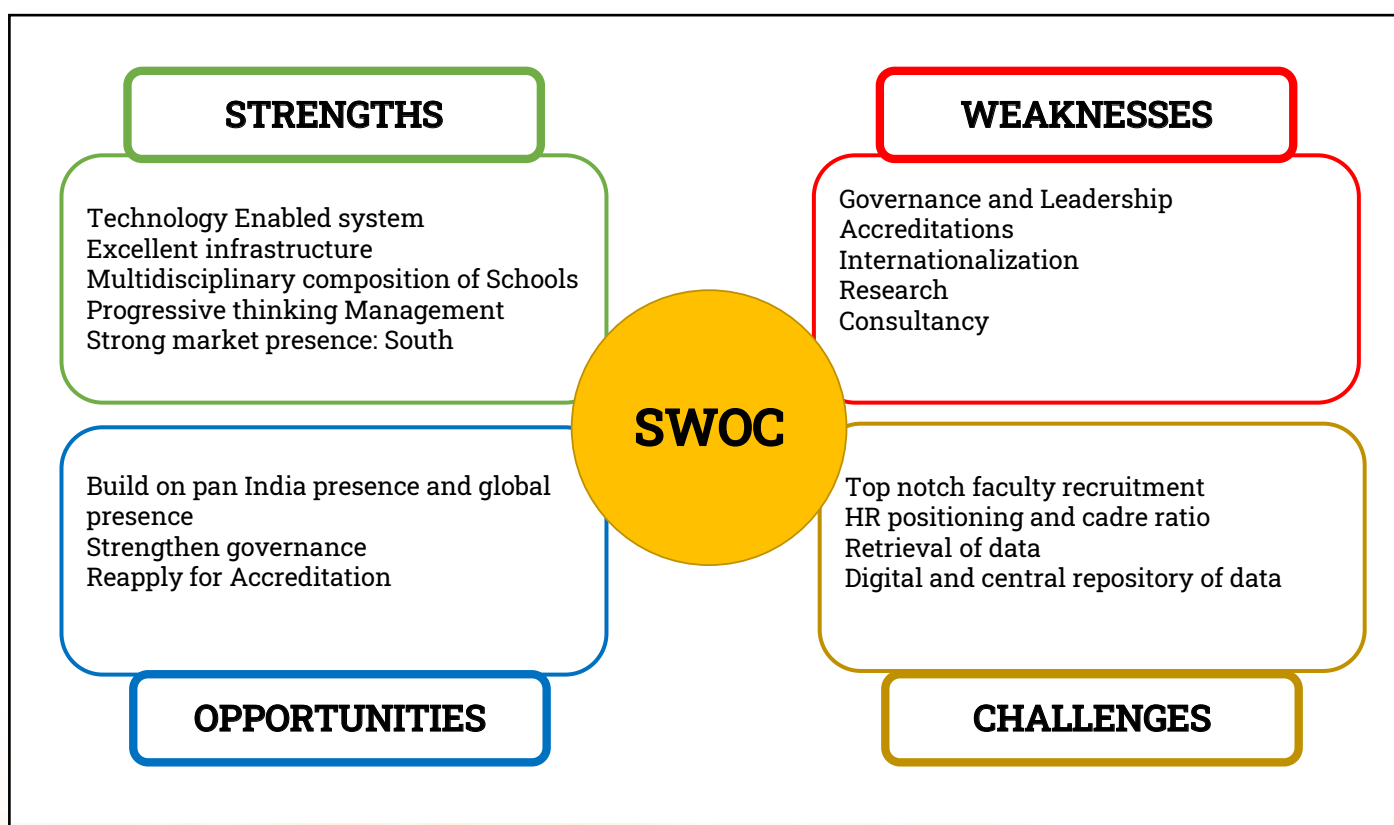 STRENGTHS
Technology Enabled system
Excellent infrastructure
Multidisciplinary composition of Schools
Progressive thinking Management
Strong market presence: South
WEAKNESSES
Governance and Leadership
Accreditations
Internationalization
Research
Consultancy
SWOC
Build on pan India presence and global
presence
Strengthen governance
Reapply for Accreditation
OPPORTUNITIES
Top notch faculty recruitment
HR positioning and cadre ratio
Retrieval of data
Digital and central repository of data
CHALLENGES